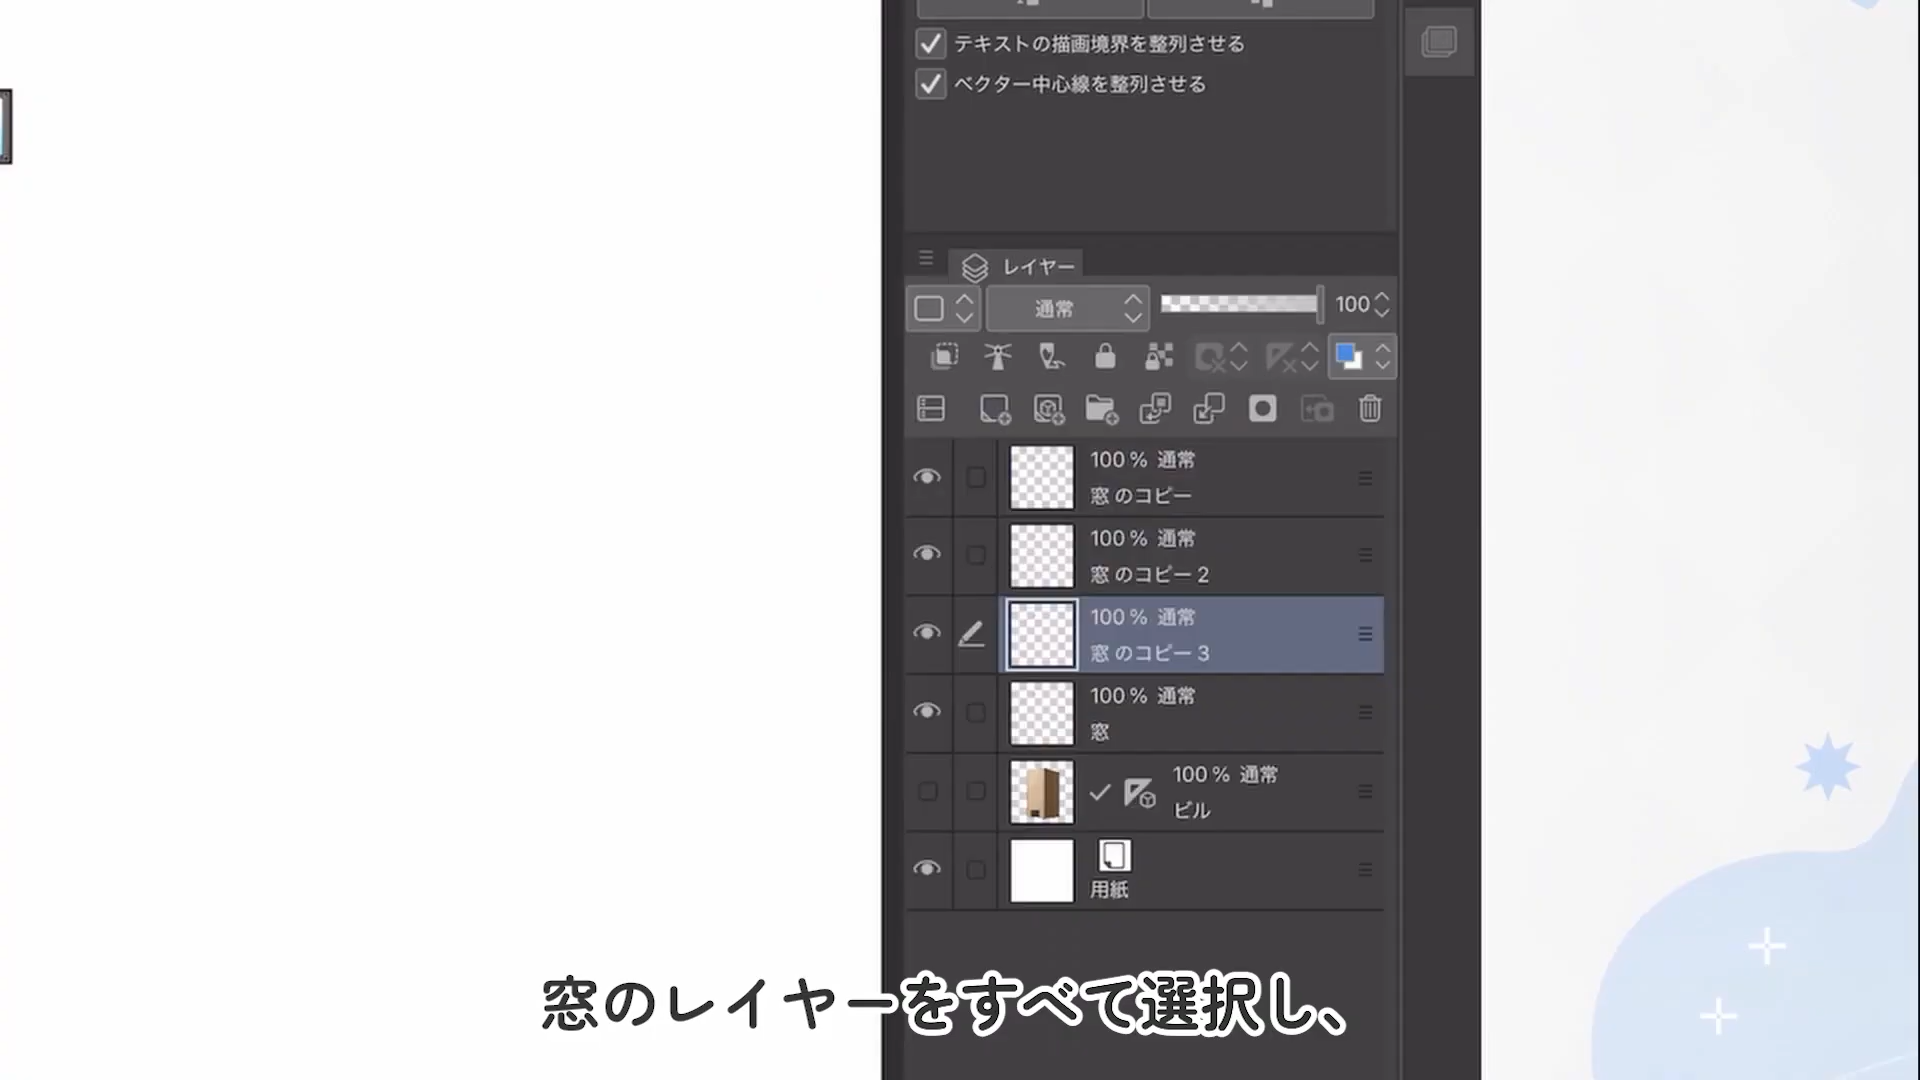 テキストの描画境界を整列させる
ベクター中心線を整列させる
レイヤー
通常
100
100 % 通常
窓 のコピー
100 % 通常
窓 のコピー 2
100 % 通常
窓 のコピー 3
100 % 通常
窓
100 % 通常
ビル
用紙
窓のレイヤーをすべて選択し、